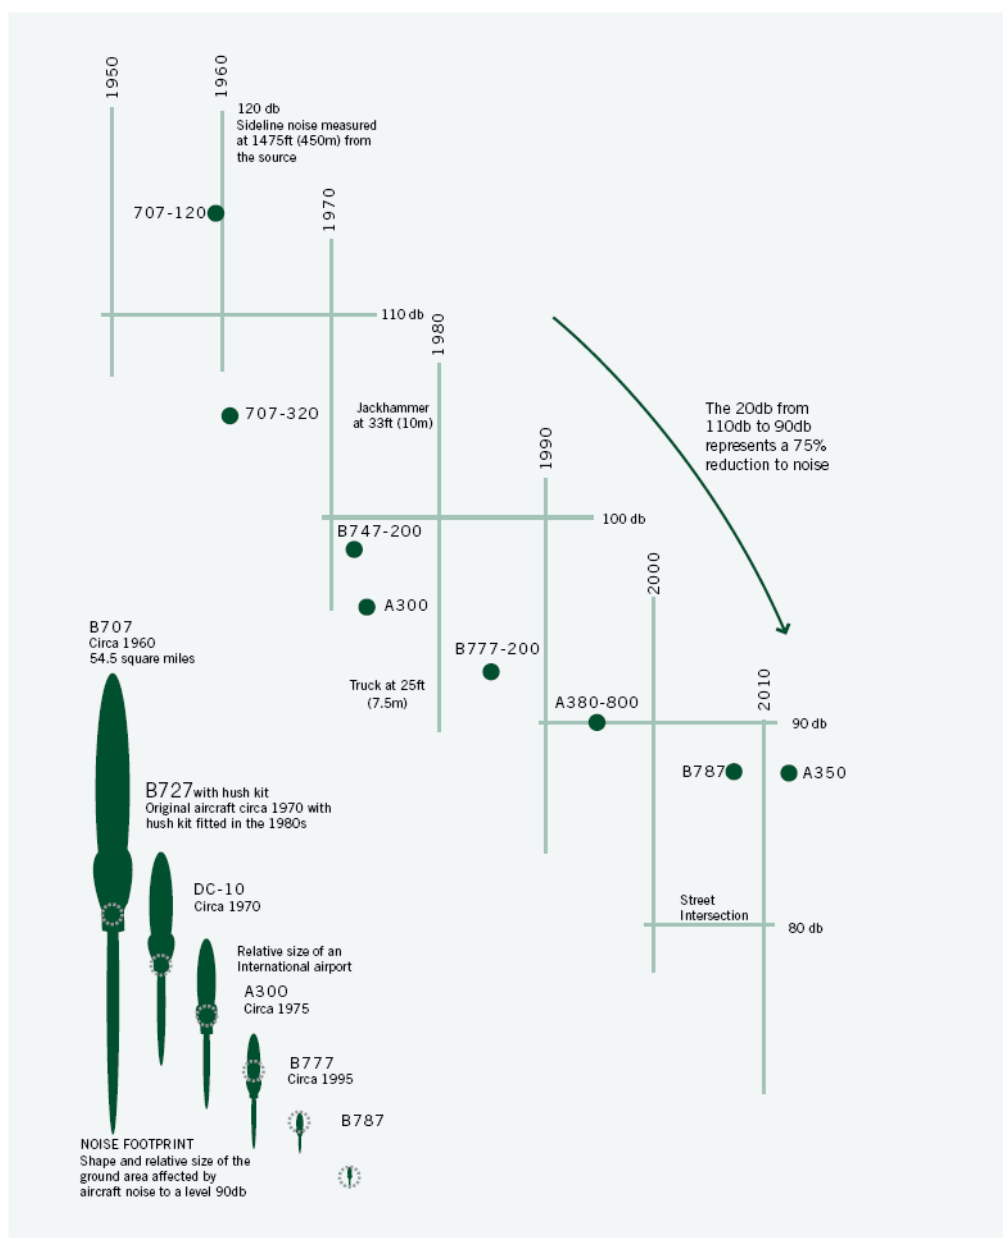 1950
1960
120 db
Sideline noise measured
at 1475ft (450m) from
the source
707-120
1970
110 db
1980
707-320
Jackhammer
at 33ft (10m)
The 20db from
110db to 90db
represents a 75%
reduction to noise
1990
100 db
B747-200
2000
A300
B777-200
Truck at 25ft
(7.5m)
A380-800
2010
90 db
B787
A350
Street
Intersection
80 db
B707
Circa 1960
54.5 square miles
B727 with hush kit
Original aircraft circa 1970 with
hush kit fitted in the 1980s
DC-10
Circa 1970
Relative size of an
International airport
A300
Circa 1975
B777
Circa 1995
B787
NOISE FOOTPRINT
Shape and relative size of the
ground area affected by
aircraft noise to a level 90db